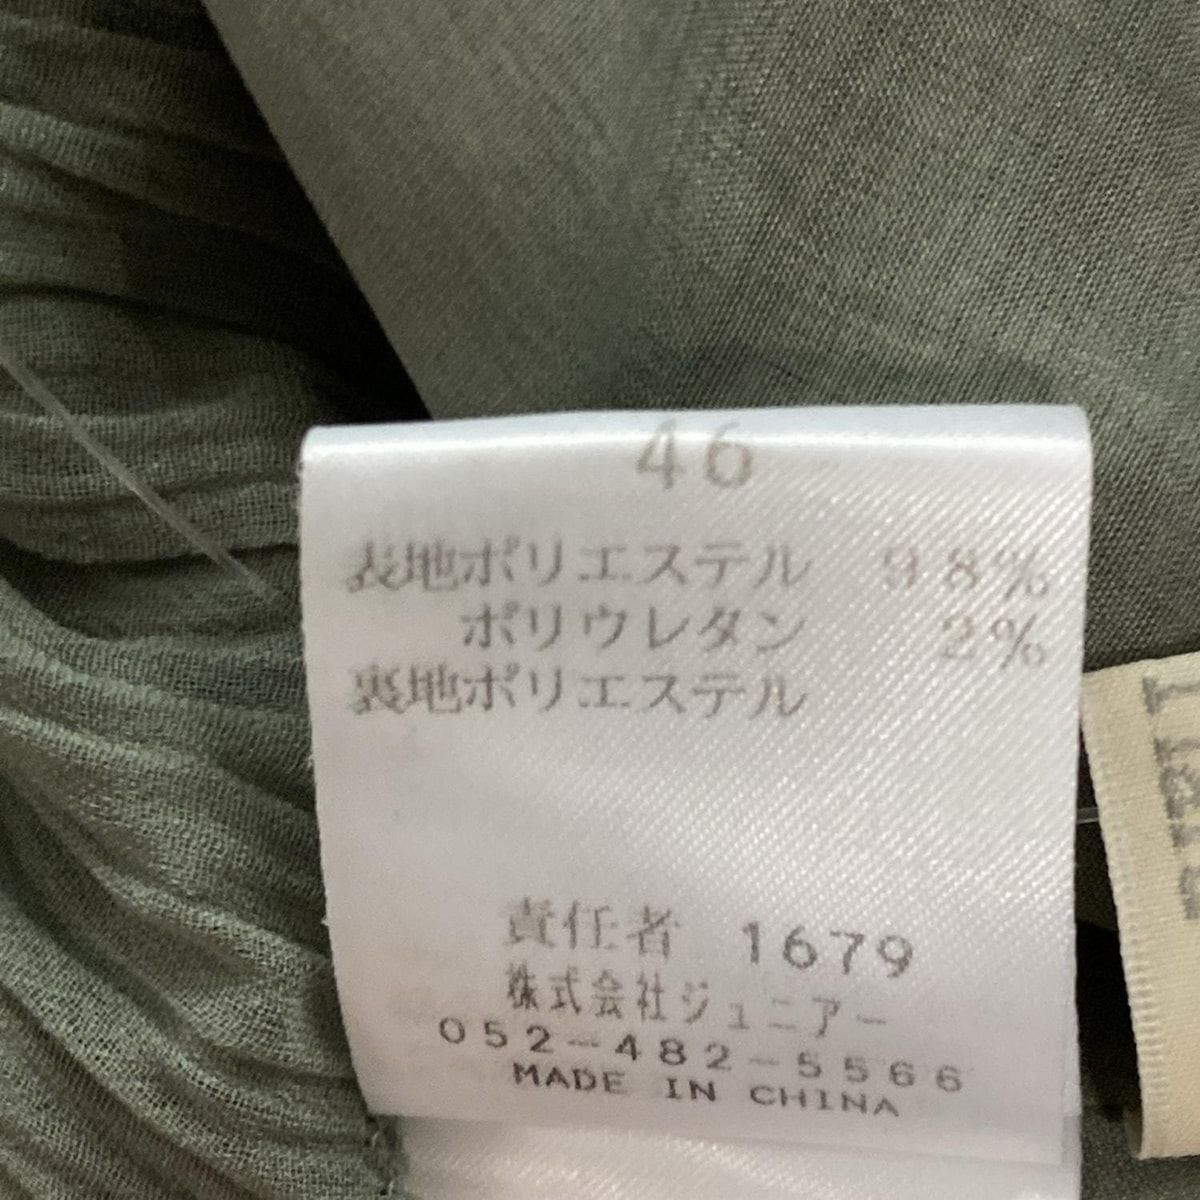 46
表地ポリエステル 98%
ポリウレタン 2%
裏地ポリエステル
責任者 1679
株式会社ジュニアー
052-482-5566
MADE IN CHINA